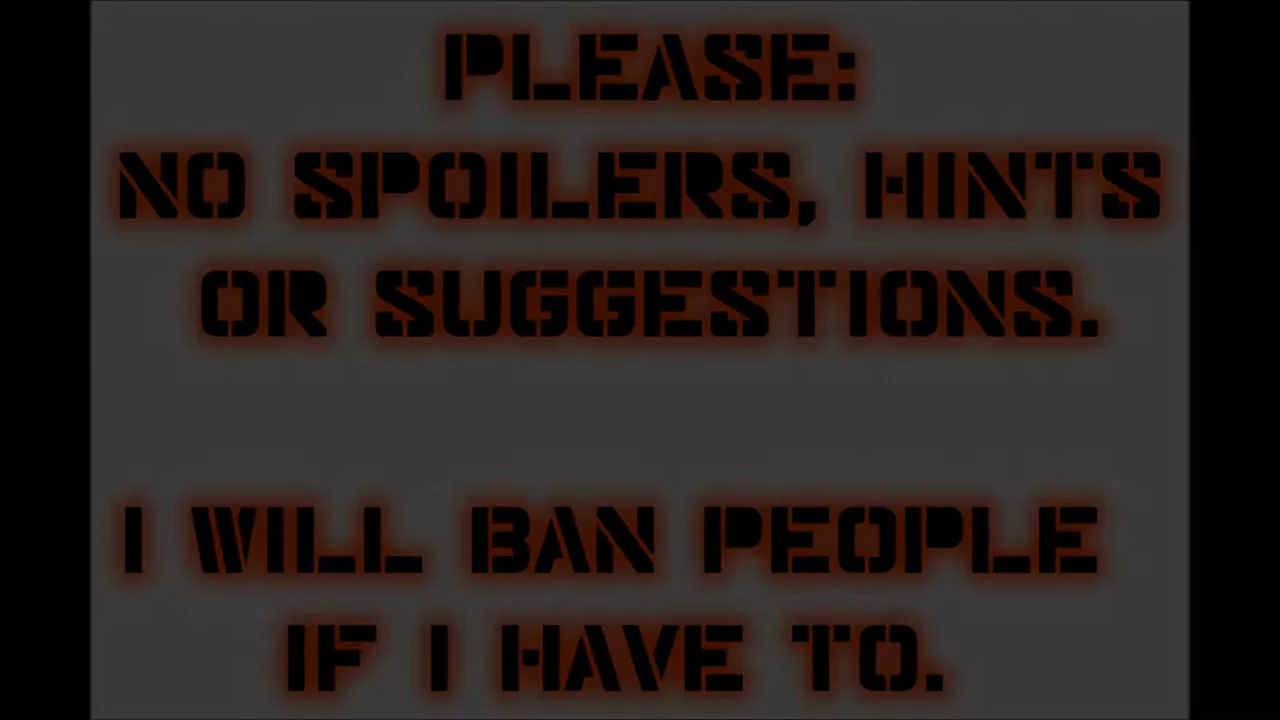 PLEASE:
NO SPOILERS, HINTS
OR SUGGESTIONS.
I WILL BAN PEOPLE
IF I HAVE TO.